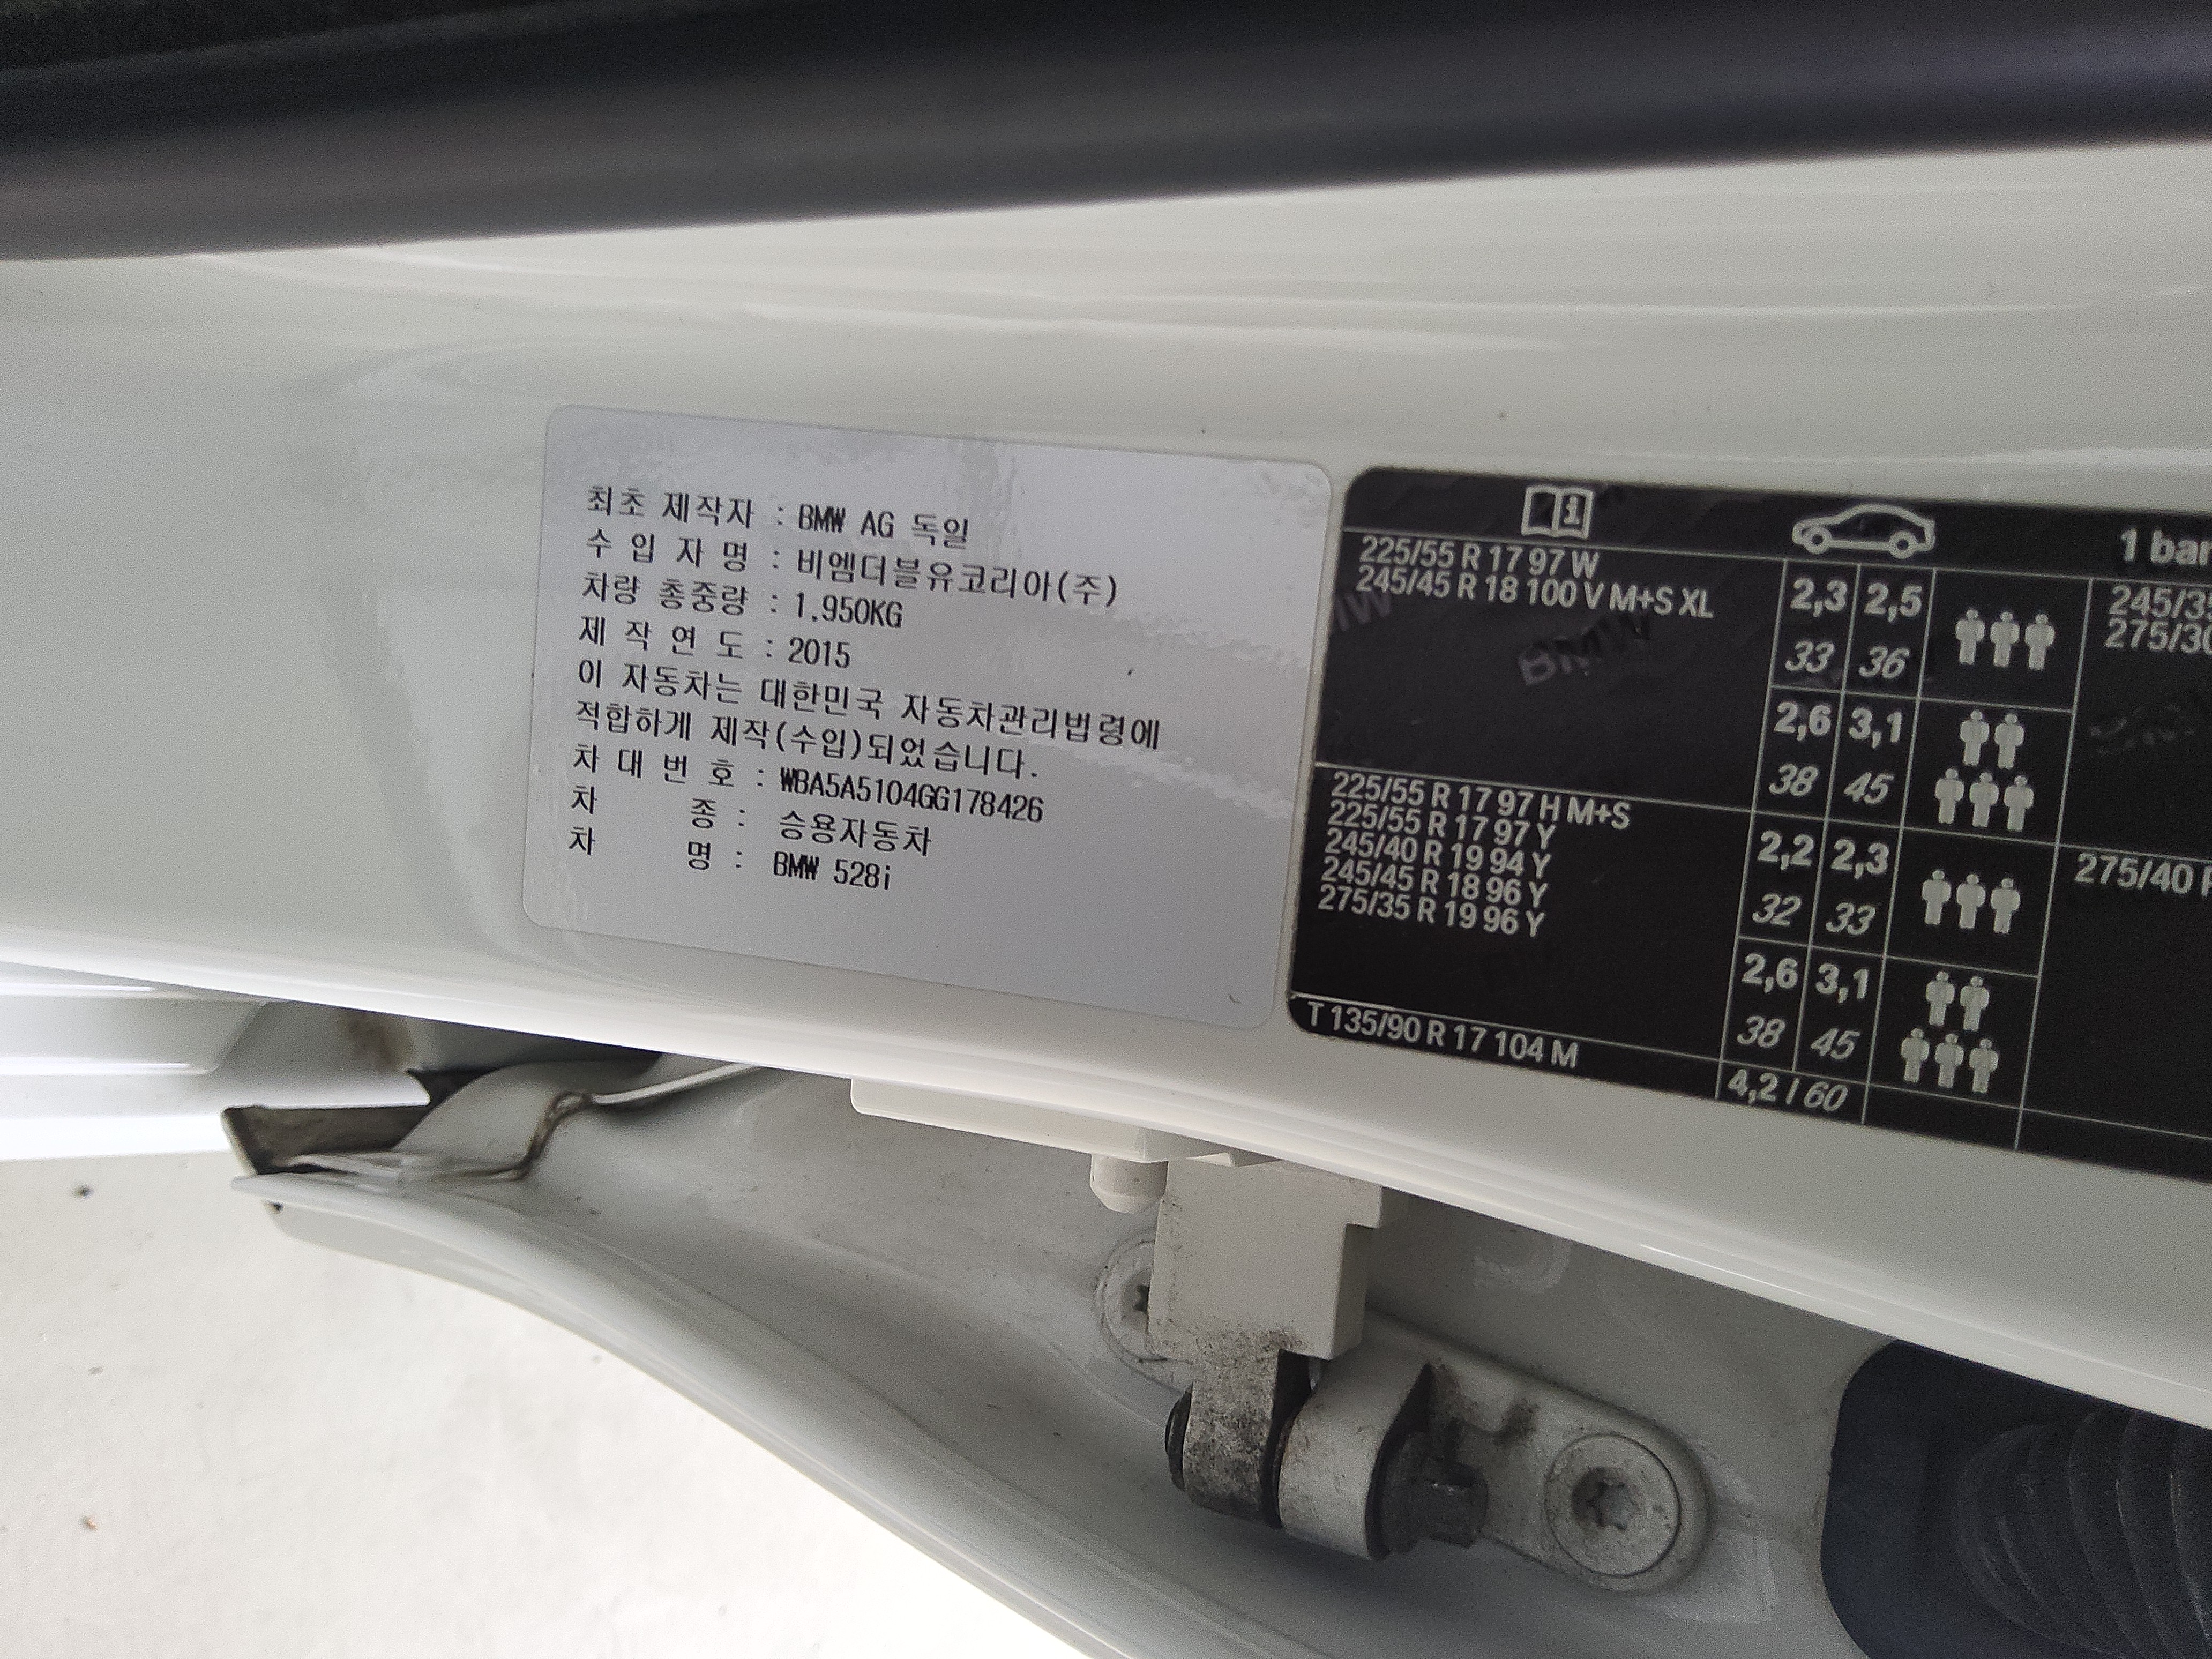 최초 제작자 : BMW AG 독일
수 입 자 명 : 비엠더블유코리아(주)
차량 총중량 : 1,950KG
제 작 연 도 : 2015
이 자동차는 대한민국 자동차관리법령에
적합하게 제작(수입)되었습니다.
차 대 번 호 : WBA5A5104GG178426
차 종 : 승용자동차
차 명 : BMW 528i
1 bar
225/55 R 17 97 W
245/45 R 18 100 V M+S XL
2,3 2,5
33 36
2,6 3,1
38 45
245/35
275/30
BMW
225/55 R 17 97 H M+S
225/55 R 17 97 Y
245/40 R 19 94 Y
245/45 R 18 96 Y
275/35 R 19 96 Y
2,2 2,3
32 33
2,6 3,1
38 45
275/40 R
T 135/90 R 17 104 M
4,2 / 60